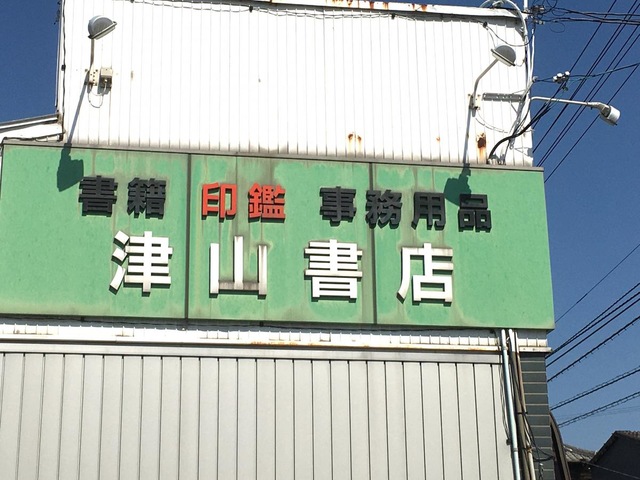 書籍 印鑑 事務用品
津山書店